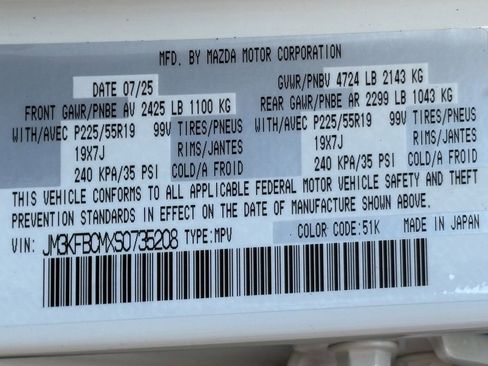 MFD. BY MAZDA MOTOR CORPORATION
DATE 07/25 GVWR/PNBV 4724 LB 2143 KG
FRONT GAWR/PNBE AV 2425 LB 1100 KG REAR GAWR/PNBE AR 2299 LB 1043 KG
WITH/AVEC P225/55R19 99V TIRES/PNEUS WITH/AVEC P225/55R19 99V TIRES/PNEUS
19X7J RIMS/JANTES 19X7J RIMS/JANTES
240 KPA/35 PSI COLD/A FROID 240 KPA/35 PSI COLD/A FROID
THIS VEHICLE CONFORMS TO ALL APPLICABLE FEDERAL MOTOR VEHICLE SAFETY AND THEFT
PREVENTION STANDARDS IN EFFECT ON THE DATE OF MANUFACTURE SHOWN ABOVE.
VIN: JM3KFBCMXS0735208 TYPE:MPV COLOR CODE:51K MADE IN JAPAN